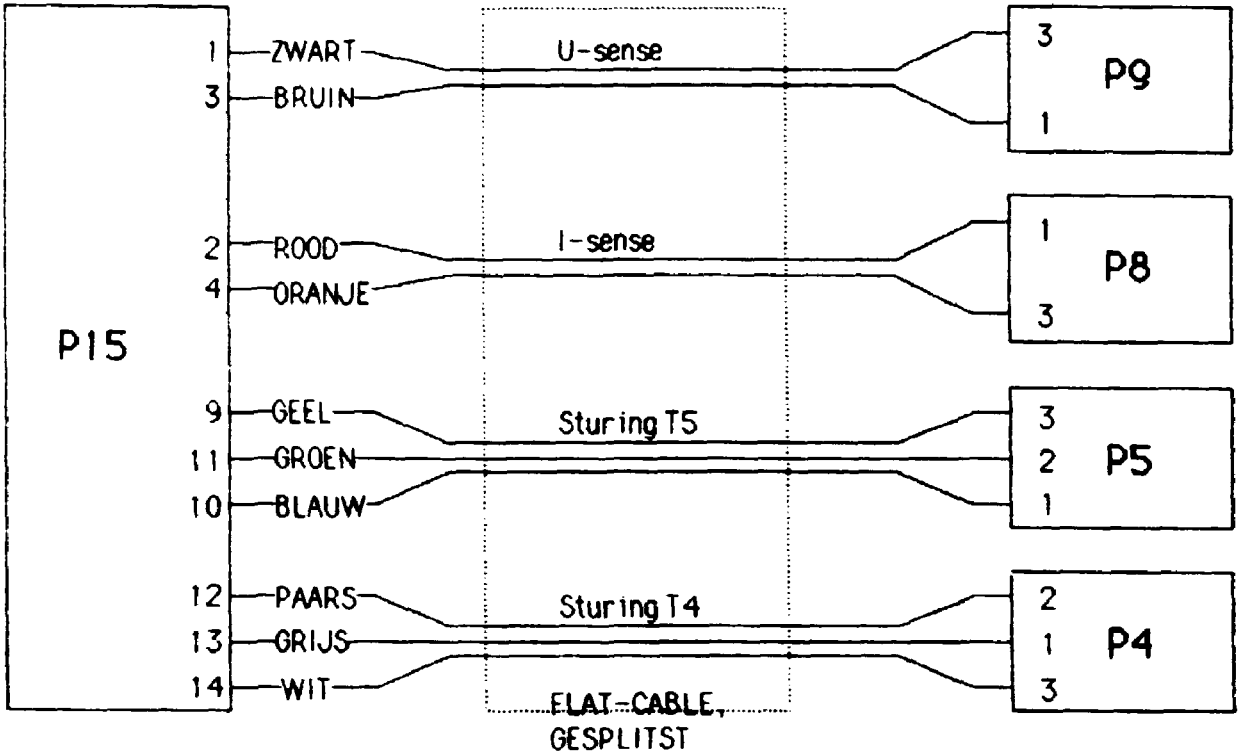 1 ZWART U-sense 3
3 BRUIN P9
1
2 ROOD I-sense 1
4 ORANJE P8
3
P15
9 GEEL Sturing T5 3
11 GROEN 2 P5
10 BLAUW 1
12 PAARS Sturing T4 2
13 GRIJS 1 P4
14 WIT 3
FLAT-CABLE,
GESPLITST